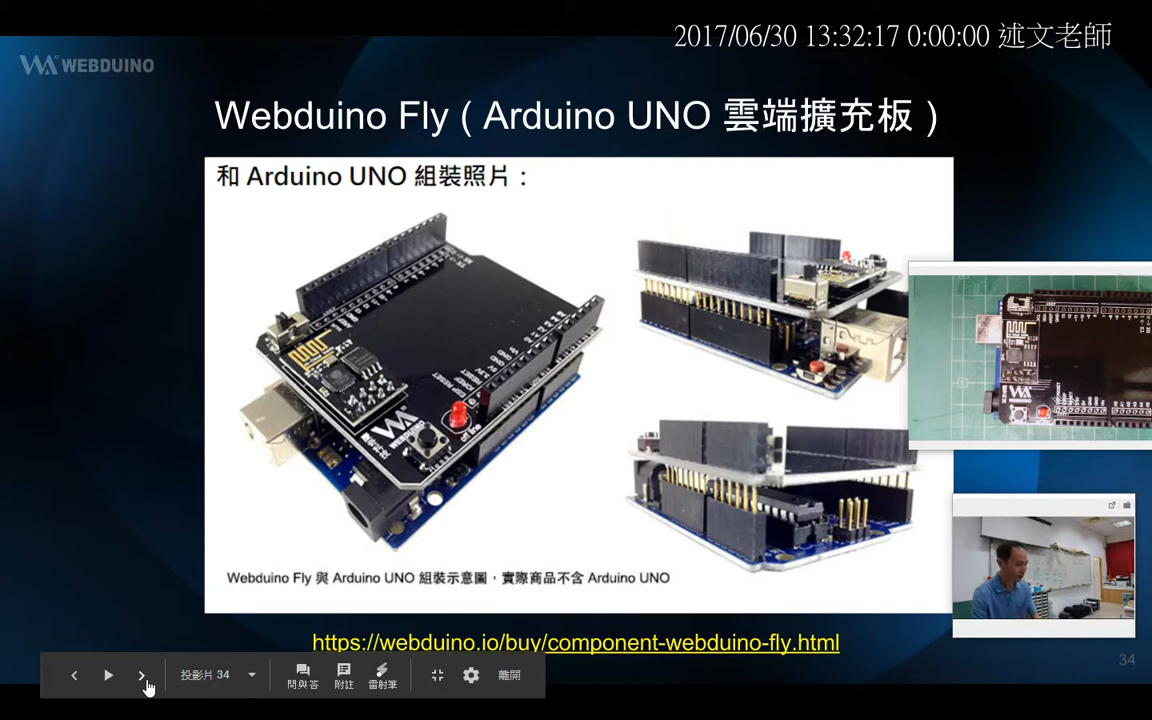 2017/06/30 13:32:17 0:00:00 述文老師
WEBDUINO
Webduino Fly ( Arduino UNO 雲端擴充板 )
和 Arduino UNO 組裝照片：
WEBDUINO
off line
Webduino Fly 與 Arduino UNO 組裝示意圖，實際商品不含 Arduino UNO
https://webduino.io/buy/component-webduino-fly.html
34
投影片 34
問與答
附註
雷射筆
離開